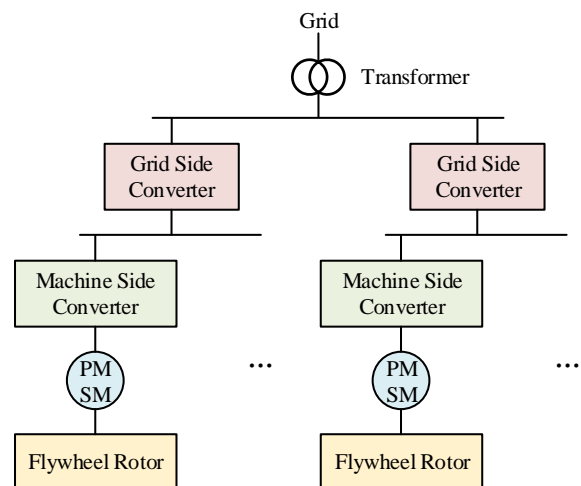 Grid
Transformer
Grid Side
Converter
Grid Side
Converter
Machine Side
Converter
Machine Side
Converter
PM
SM
...
PM
SM
...
Flywheel Rotor
Flywheel Rotor